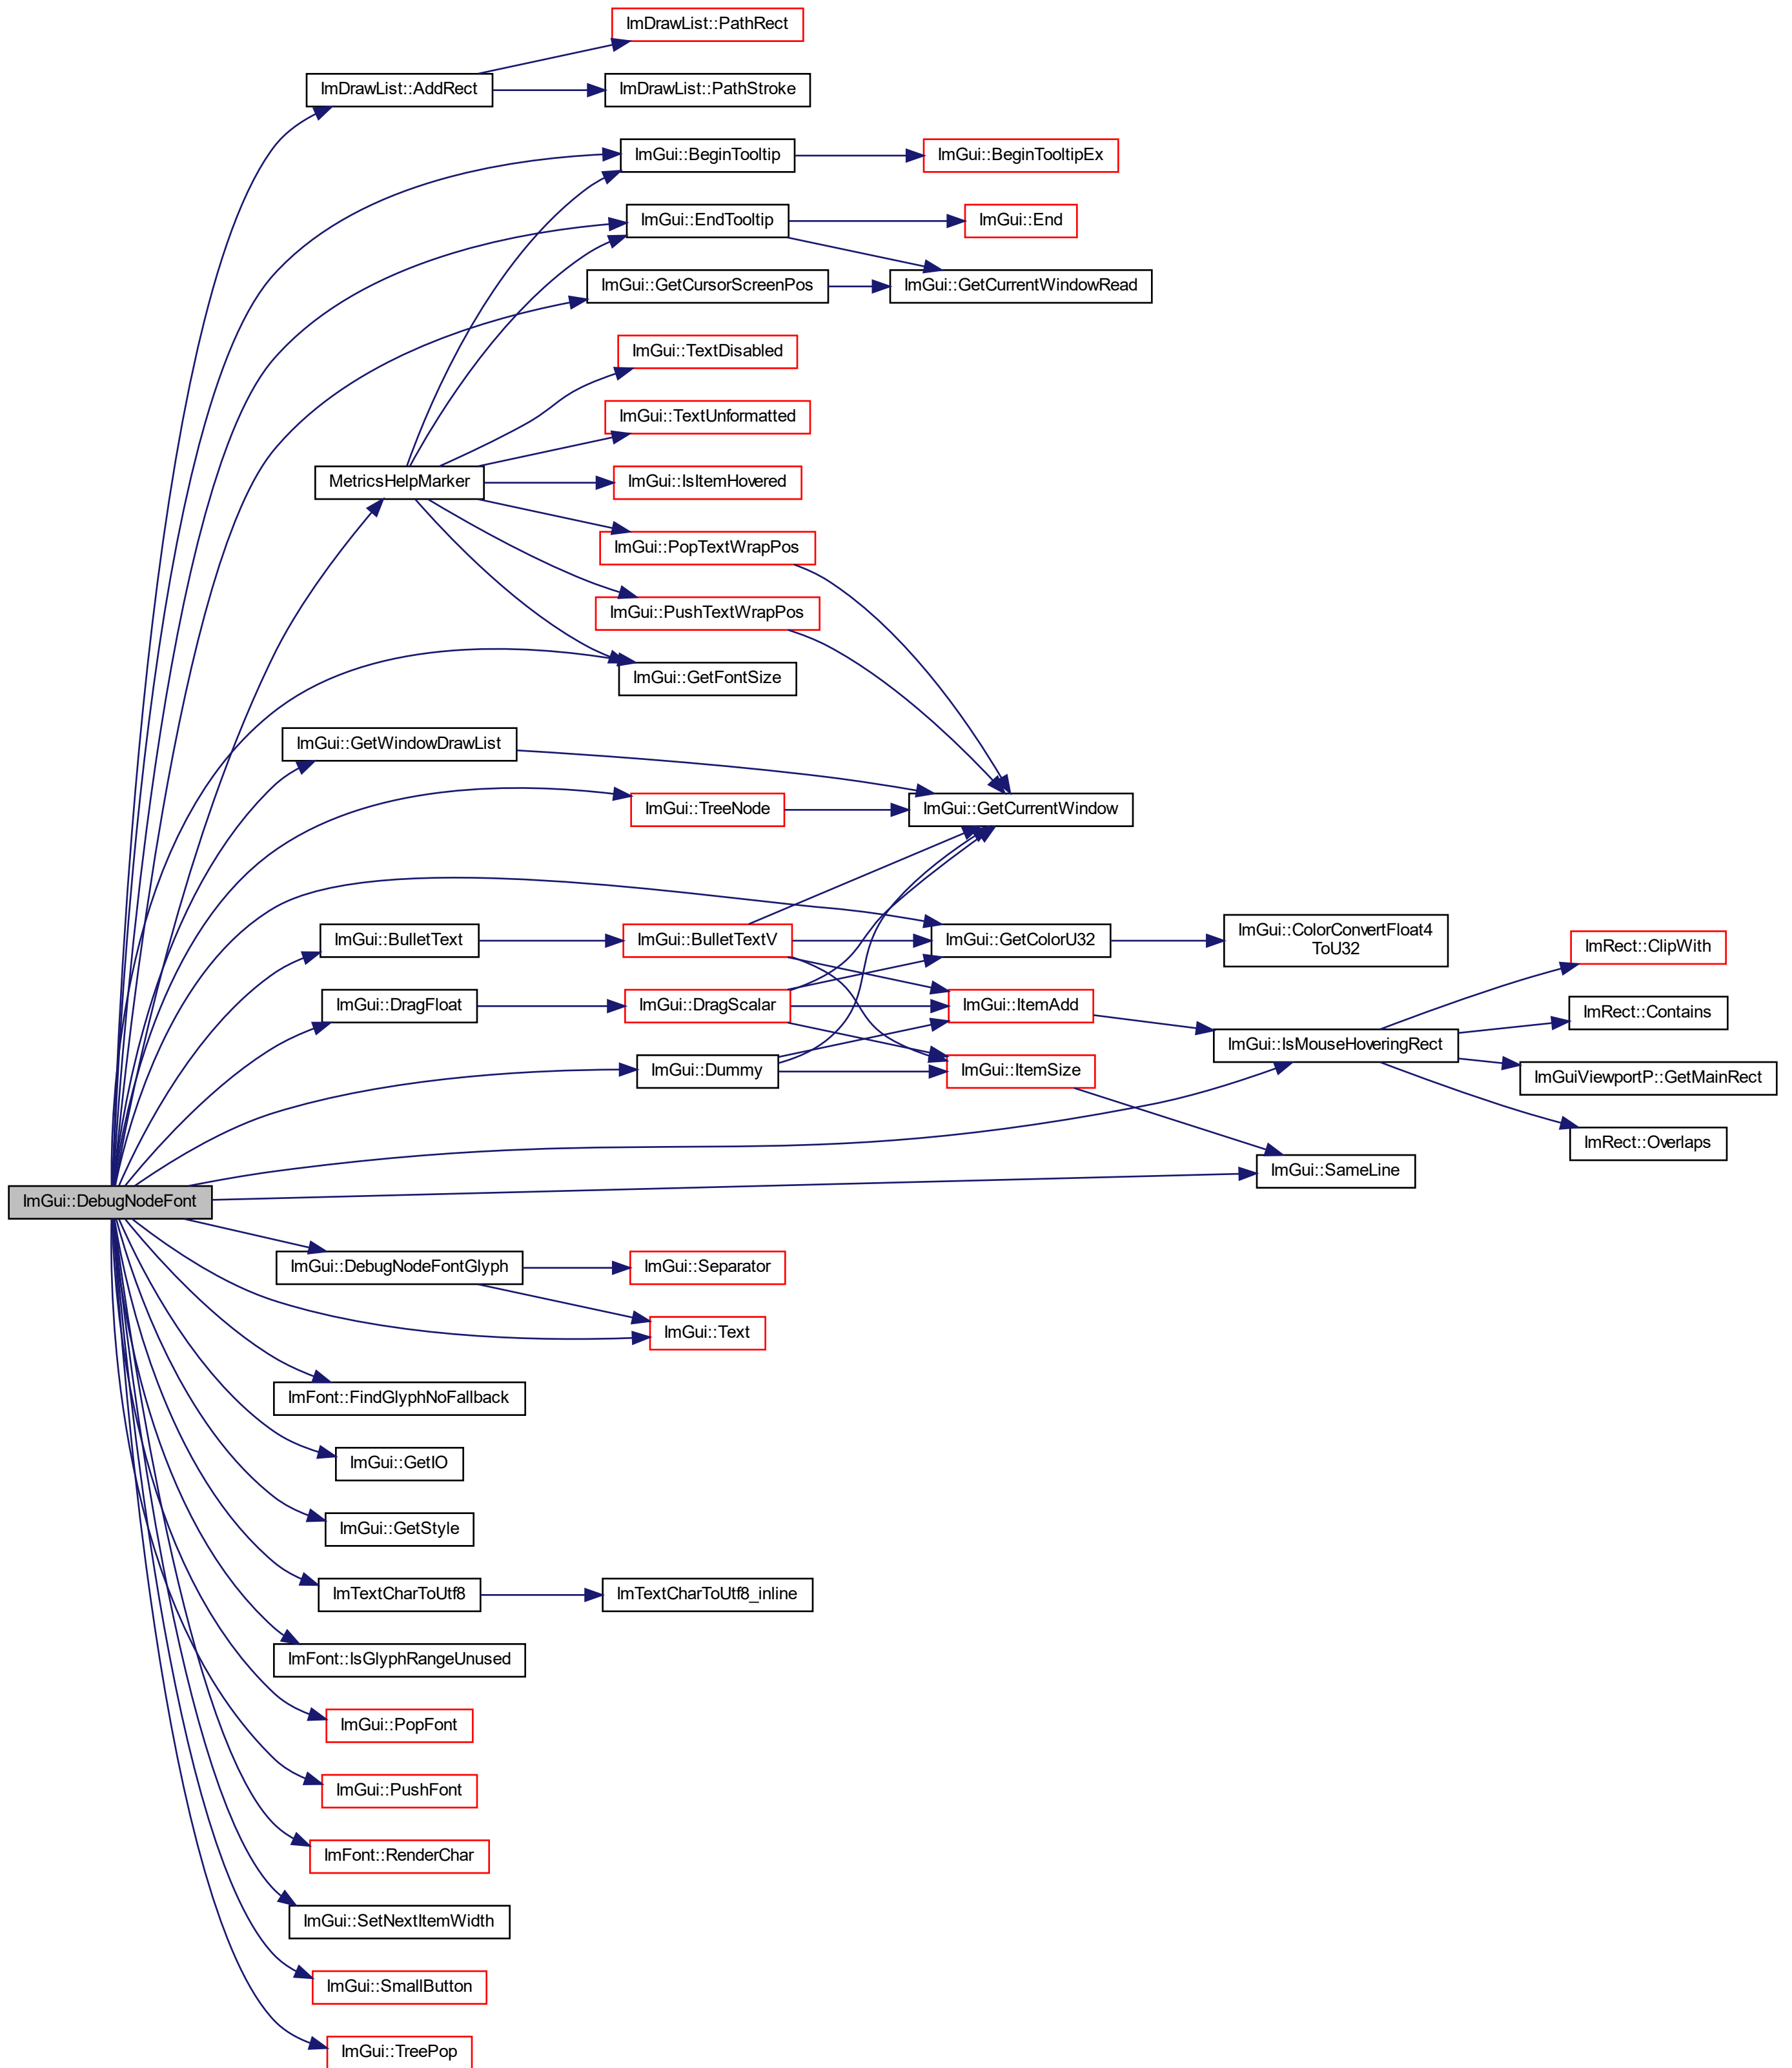 ImDrawList::PathRect
ImDrawList::AddRect
ImDrawList::PathStroke
ImGui::BeginTooltip
ImGui::BeginTooltipEx
ImGui::EndTooltip
ImGui::End
ImGui::GetCursorScreenPos
ImGui::GetCurrentWindowRead
ImGui::TextDisabled
ImGui::TextUnformatted
MetricsHelpMarker
ImGui::IsItemHovered
ImGui::PopTextWrapPos
ImGui::PushTextWrapPos
ImGui::GetFontSize
ImGui::GetWindowDrawList
ImGui::TreeNode
ImGui::GetCurrentWindow
ImGui::BulletText
ImGui::BulletTextV
ImGui::GetColorU32
ImGui::ColorConvertFloat4
ToU32
ImRect::ClipWith
ImGui::DragFloat
ImGui::DragScalar
ImGui::ItemAdd
ImRect::Contains
ImGui::IsMouseHoveringRect
ImGui::Dummy
ImGui::ItemSize
ImGuiViewportP::GetMainRect
ImRect::Overlaps
ImGui::SameLine
ImGui::DebugNodeFont
ImGui::DebugNodeFontGlyph
ImGui::Separator
ImGui::Text
ImFont::FindGlyphNoFallback
ImGui::GetIO
ImGui::GetStyle
ImTextCharToUtf8
ImTextCharToUtf8_inline
ImFont::IsGlyphRangeUnused
ImGui::PopFont
ImGui::PushFont
ImFont::RenderChar
ImGui::SetNextItemWidth
ImGui::SmallButton
ImGui::TreePop